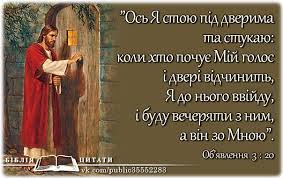 "Ось Я стою під дверима
та стукаю:
коли хто почує Мій голос
і двері відчинить,
Я до нього ввійду,
і буду вечеряти з ним,
а він зо Мною".
Об'явлення 3 : 20
БІБЛІЯ ЦИТАТИ
vk.com/public35552283